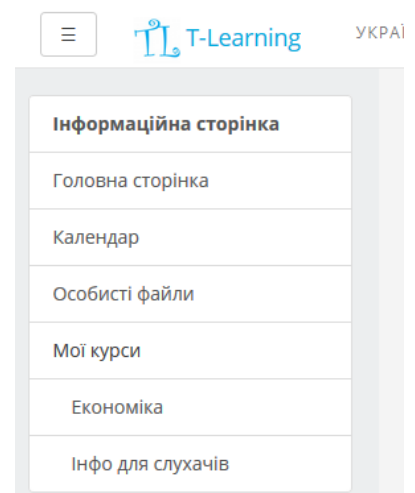 T-Learning
Інформаційна сторінка
Головна сторінка
Календар
Особисті файли
Мої курси
Економіка
Інфо для слухачів